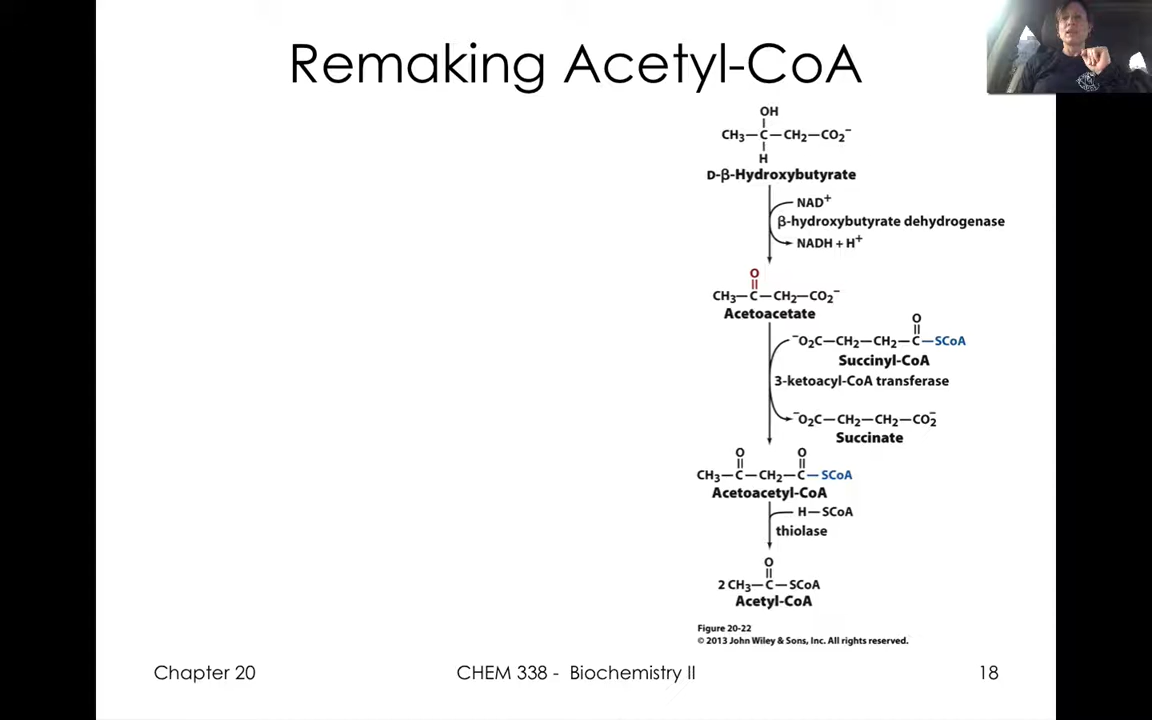 Remaking Acetyl-CoA
OH
CH₃—C—CH₂—CO₂⁻
H
D-β-Hydroxybutyrate
NAD⁺
β-hydroxybutyrate dehydrogenase
NADH + H⁺
O
CH₃—C—CH₂—CO₂⁻
Acetoacetate
O
⁻O₂C—CH₂—CH₂—C—SCoA
Succinyl-CoA
3-ketoacyl-CoA transferase
⁻O₂C—CH₂—CH₂—CO₂⁻
Succinate
O O
CH₃—C—CH₂—C—SCoA
Acetoacetyl-CoA
H—SCoA
thiolase
O
2 CH₃—C—SCoA
Acetyl-CoA
Figure 20-22
© 2013 John Wiley & Sons, Inc. All rights reserved.
Chapter 20 CHEM 338 - Biochemistry II 18